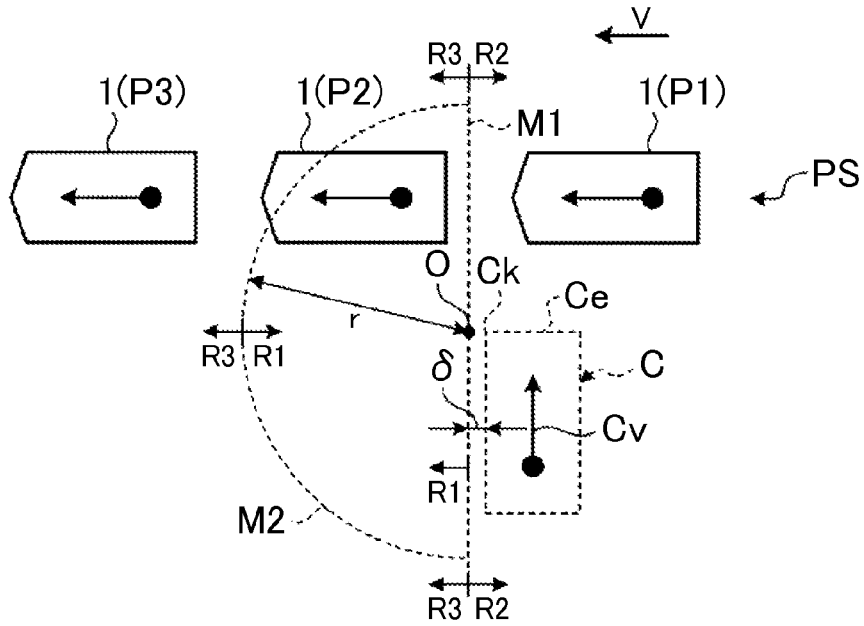 V
R3 R2
1(P3) 1(P2) 1(P1)
M1
PS
O Ck Ce
r
R3 R1
δ C
Cv
R1
M2
R3 R2